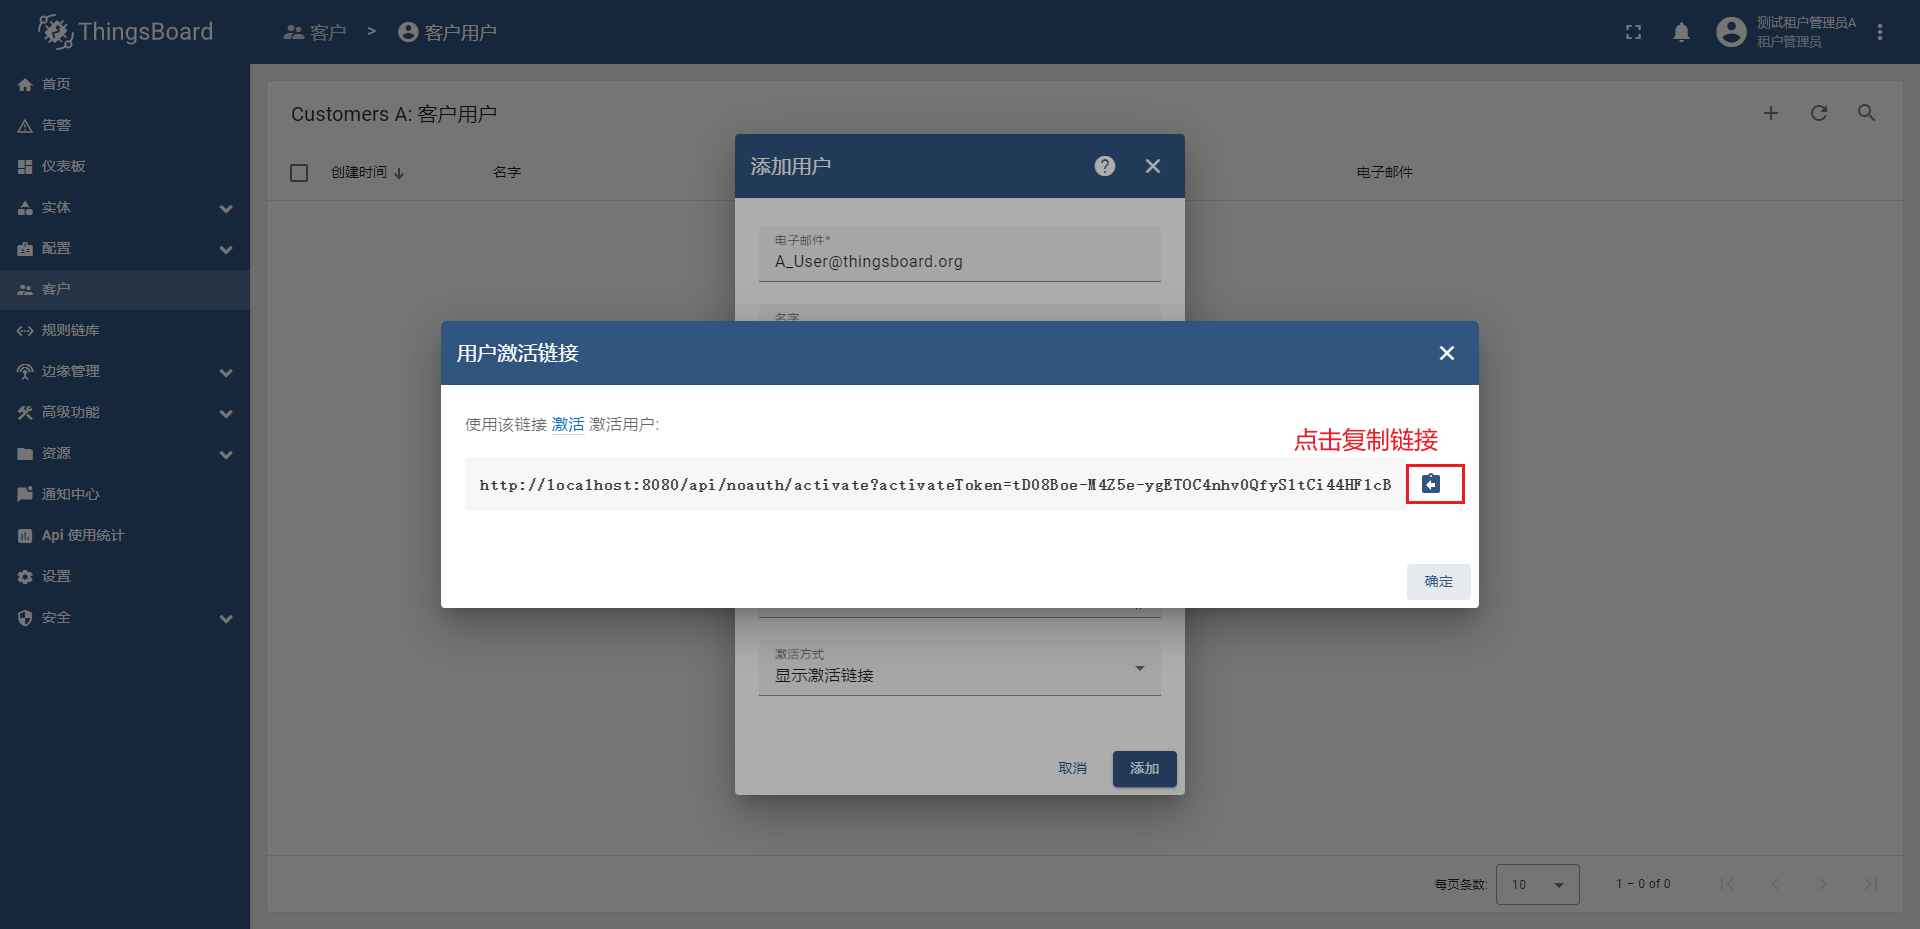 ThingsBoard
客户 > 客户用户
测试租户管理员A
租户管理员
首页
告警
仪表板
实体
配置
客户
规则链库
边缘管理
高级功能
资源
通知中心
Api 使用统计
设置
安全
Customers A: 客户用户
创建时间 名字 电子邮件
添加用户
电子邮件*
A_User@thingsboard.org
名字
用户激活链接
使用该链接 激活 激活用户:
点击复制链接
http://localhost:8080/api/noauth/activate?activateToken=tD08Boe-M4Z5e-ygETOC4nhv0QfyS1tCi44HF1cB
确定
激活方式
显示激活链接
取消 添加
每页条数: 10 1 – 0 of 0